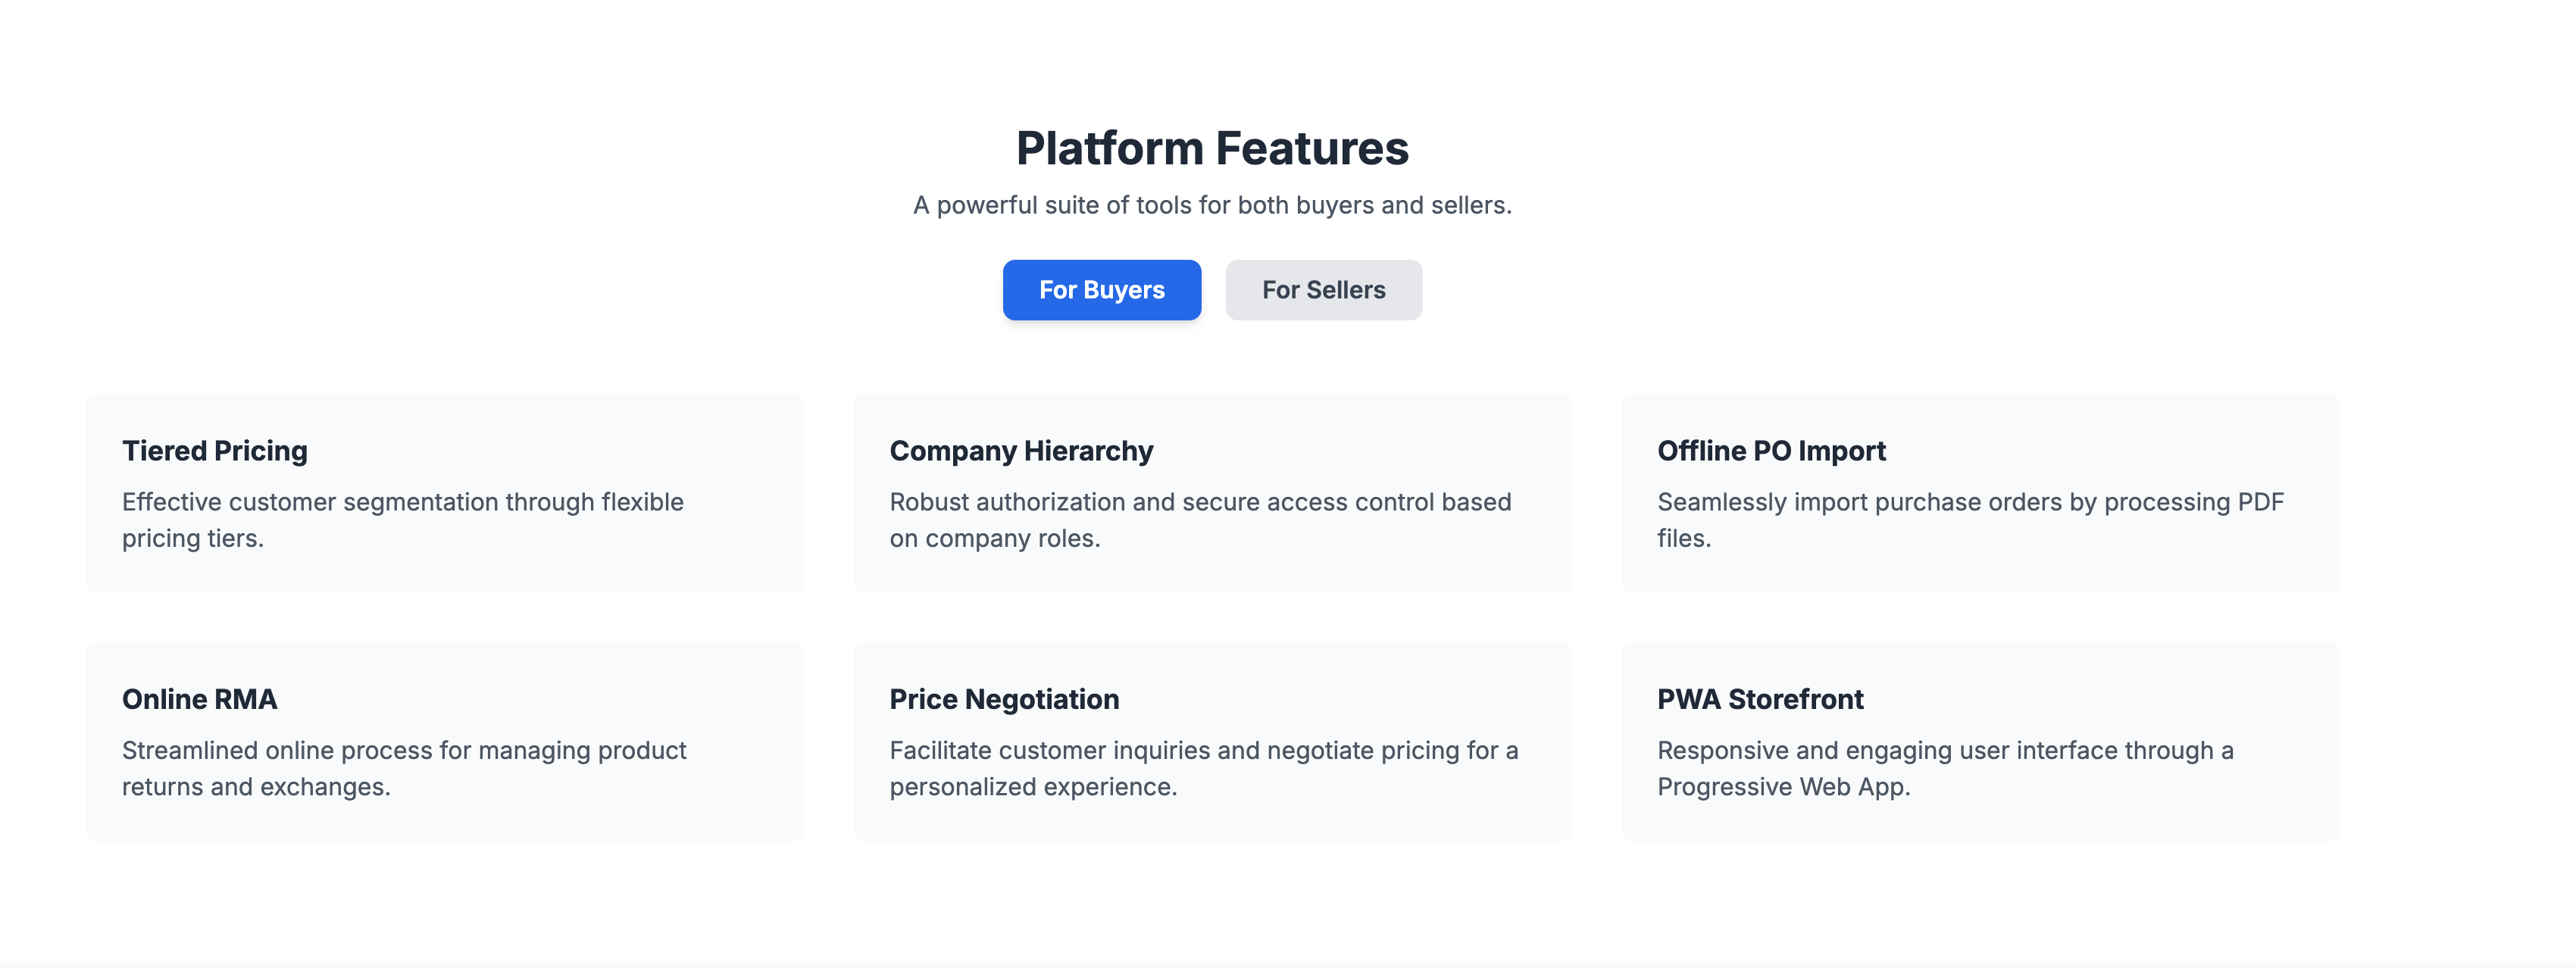 Platform Features
A powerful suite of tools for both buyers and sellers.
For Buyers
For Sellers
Tiered Pricing
Effective customer segmentation through flexible
pricing tiers.
Company Hierarchy
Robust authorization and secure access control based
on company roles.
Offline PO Import
Seamlessly import purchase orders by processing PDF
files.
Online RMA
Streamlined online process for managing product
returns and exchanges.
Price Negotiation
Facilitate customer inquiries and negotiate pricing for a
personalized experience.
PWA Storefront
Responsive and engaging user interface through a
Progressive Web App.